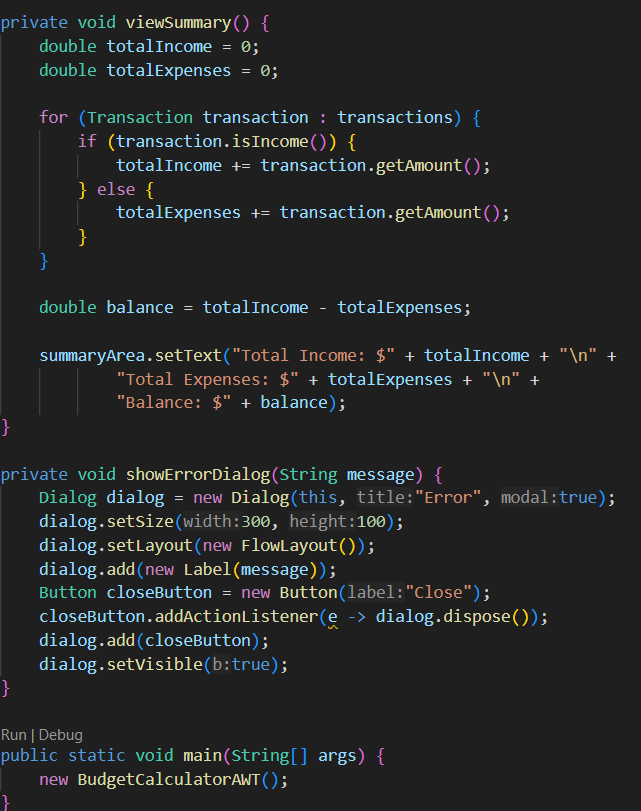 private void viewSummary() {
    double totalIncome = 0;
    double totalExpenses = 0;

    for (Transaction transaction : transactions) {
        if (transaction.isIncome()) {
            totalIncome += transaction.getAmount();
        } else {
            totalExpenses += transaction.getAmount();
        }
    }

    double balance = totalIncome - totalExpenses;

    summaryArea.setText("Total Income: $" + totalIncome + "\n" +
            "Total Expenses: $" + totalExpenses + "\n" +
            "Balance: $" + balance);
}

private void showErrorDialog(String message) {
    Dialog dialog = new Dialog(this, title:"Error", modal:true);
    dialog.setSize(width:300, height:100);
    dialog.setLayout(new FlowLayout());
    dialog.add(new Label(message));
    Button closeButton = new Button(label:"Close");
    closeButton.addActionListener(e -> dialog.dispose());
    dialog.add(closeButton);
    dialog.setVisible(b:true);
}

Run | Debug
public static void main(String[] args) {
    new BudgetCalculatorAWT();
}